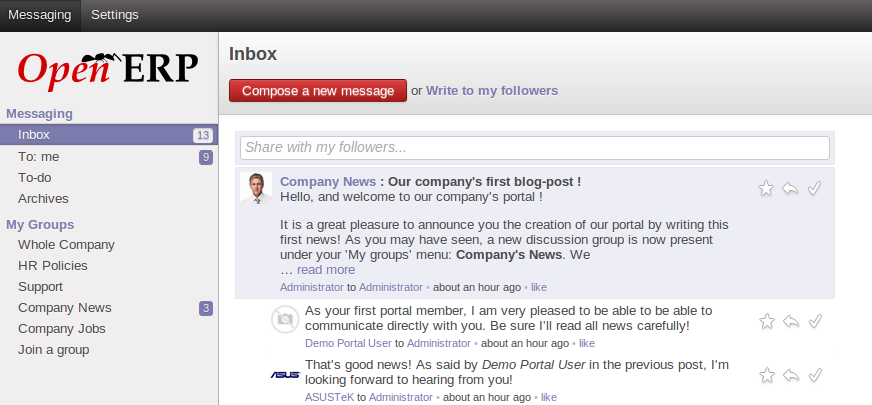 Messaging Settings
Open ERP
Inbox
Compose a new message or Write to my followers
Messaging
Inbox 13
To: me 9
To-do
Archives
My Groups
Whole Company
HR Policies
Support
Company News 3
Company Jobs
Join a group
Share with my followers...
Company News : Our company's first blog-post !
Hello, and welcome to our company's portal !
It is a great pleasure to announce you the creation of our portal by writing this
first news! As you may have seen, a new discussion group is now present
under your 'My groups' menu: Company's News. We
... read more
Administrator to Administrator • about an hour ago • like
As your first portal member, I am very pleased to be able to be able to
communicate directly with you. Be sure I'll read all news carefully!
Demo Portal User to Administrator • about an hour ago • like
ASUS
That's good news! As said by Demo Portal User in the previous post, I'm
looking forward to hearing from you!
ASUSTeK to Administrator • about an hour ago • like